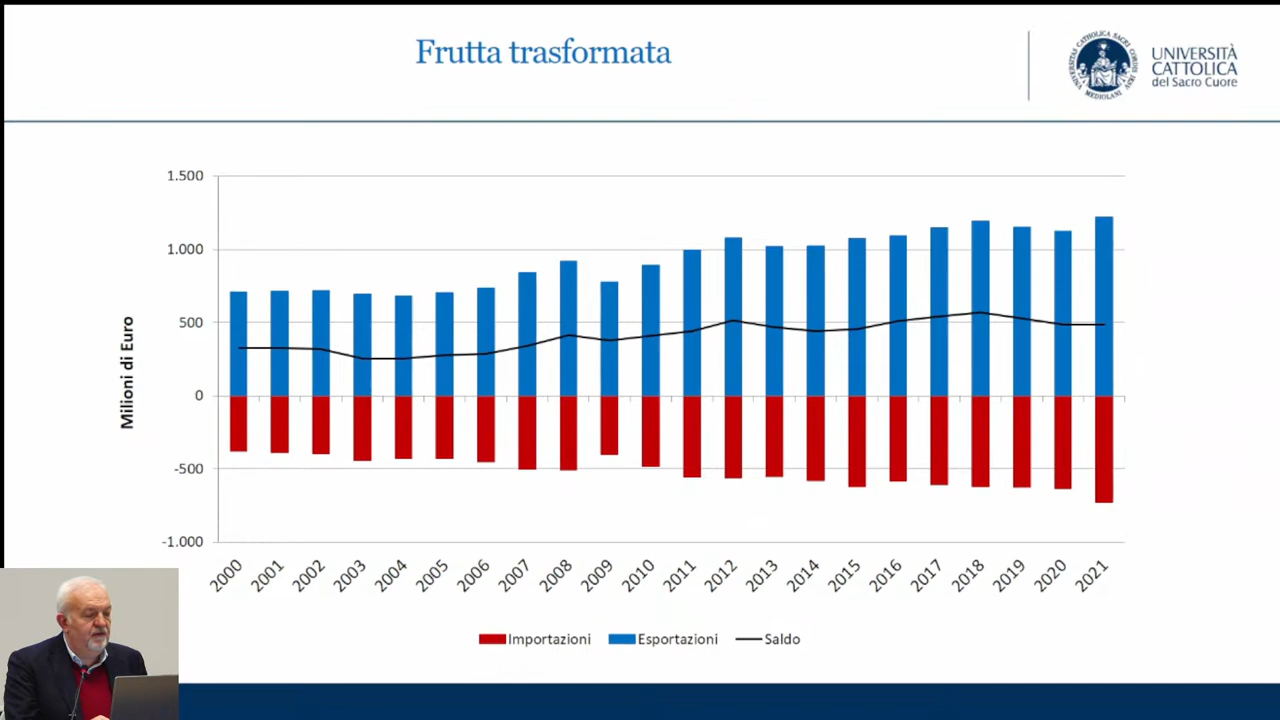 Frutta trasformata
UNIVERSITÀ
CATTOLICA
del Sacro Cuore
1.500
1.000
500
0
-500
-1.000
Milioni di Euro
2000 2001 2002 2003 2004 2005 2006 2007 2008 2009 2010 2011 2012 2013 2014 2015 2016 2017 2018 2019 2020 2021
Importazioni Esportazioni Saldo